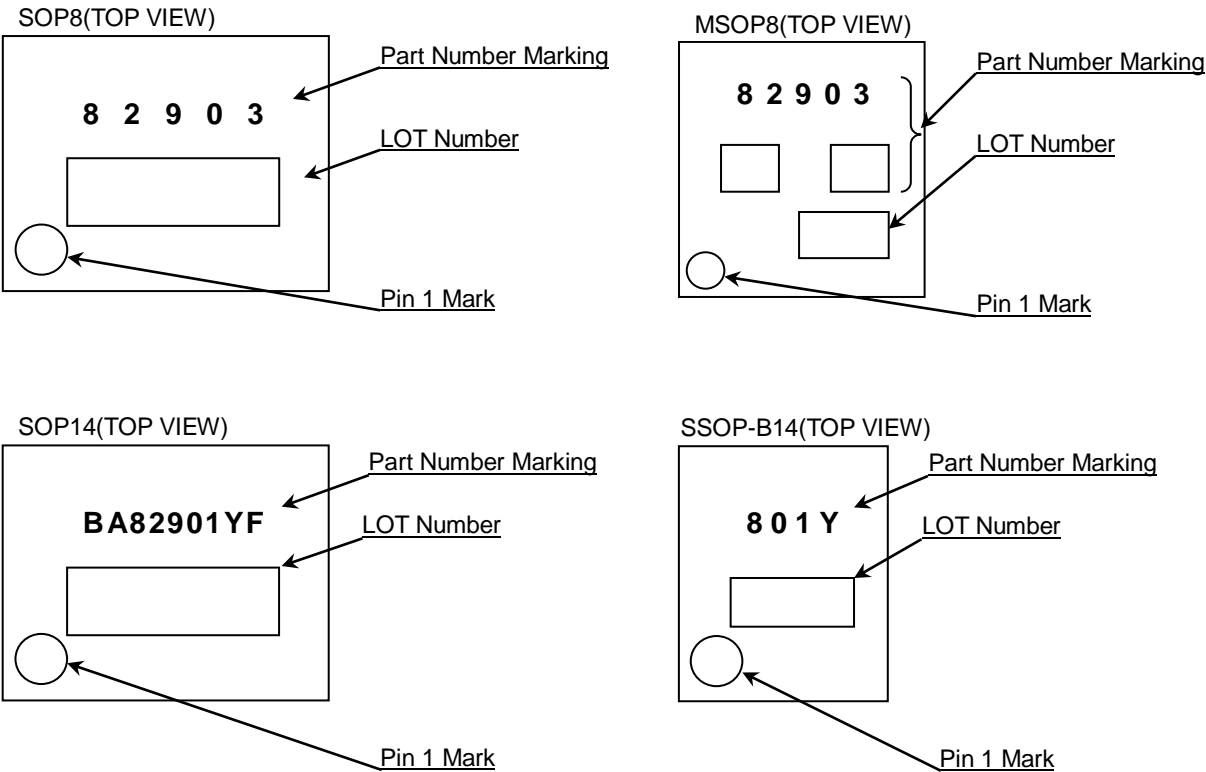 SOP8(TOP VIEW)
Part Number Marking
8 2 9 0 3
LOT Number
Pin 1 Mark
MSOP8(TOP VIEW)
Part Number Marking
8 2 9 0 3
LOT Number
Pin 1 Mark
SOP14(TOP VIEW)
Part Number Marking
BA82901YF
LOT Number
Pin 1 Mark
SSOP-B14(TOP VIEW)
Part Number Marking
8 0 1 Y
LOT Number
Pin 1 Mark